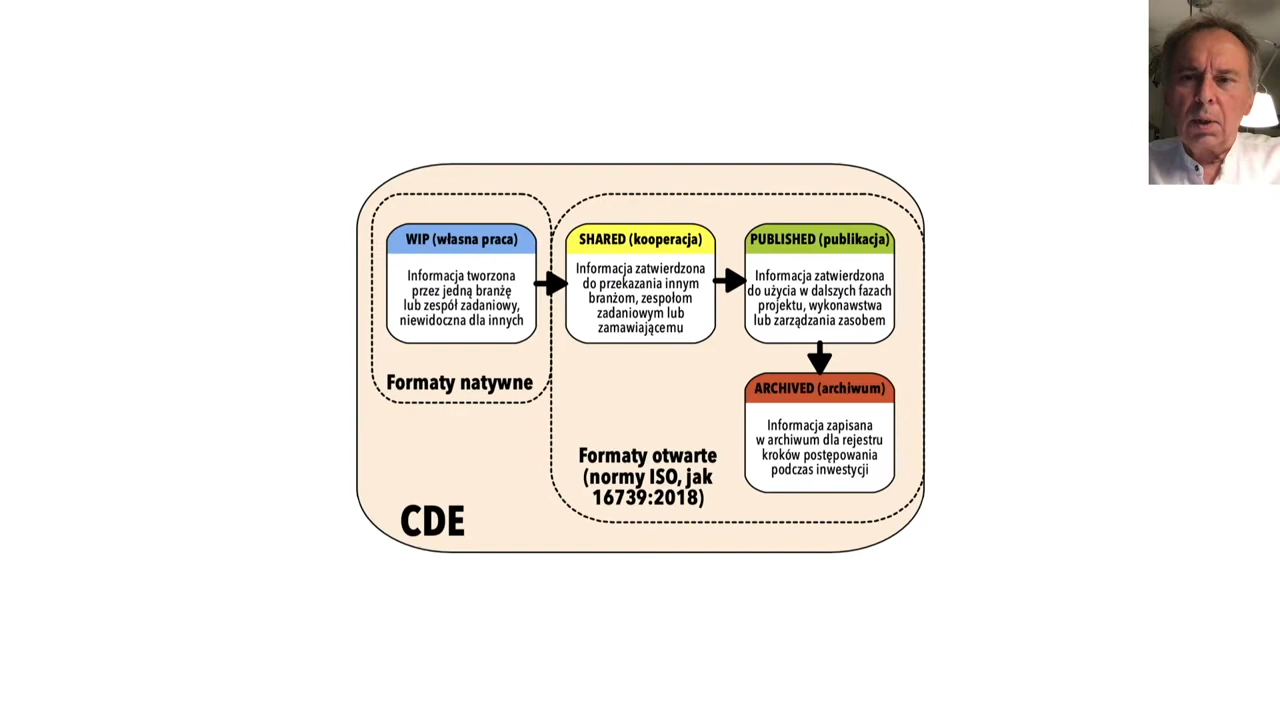 WIP (własna praca)
Informacja tworzona
przez jedną branżę
lub zespół zadaniowy,
niewidoczna dla innych
Formaty natywne
SHARED (kooperacja)
Informacja zatwierdzona
do przekazania innym
branżom, zespołom
zadaniowym lub
zamawiającemu
PUBLISHED (publikacja)
Informacja zatwierdzona
do użycia w dalszych fazach
projektu, wykonawstwa
lub zarządzania zasobem
ARCHIVED (archiwum)
Informacja zapisana
w archiwum dla rejestru
kroków postępowania
podczas inwestycji
Formaty otwarte
(normy ISO, jak
16739:2018)
CDE